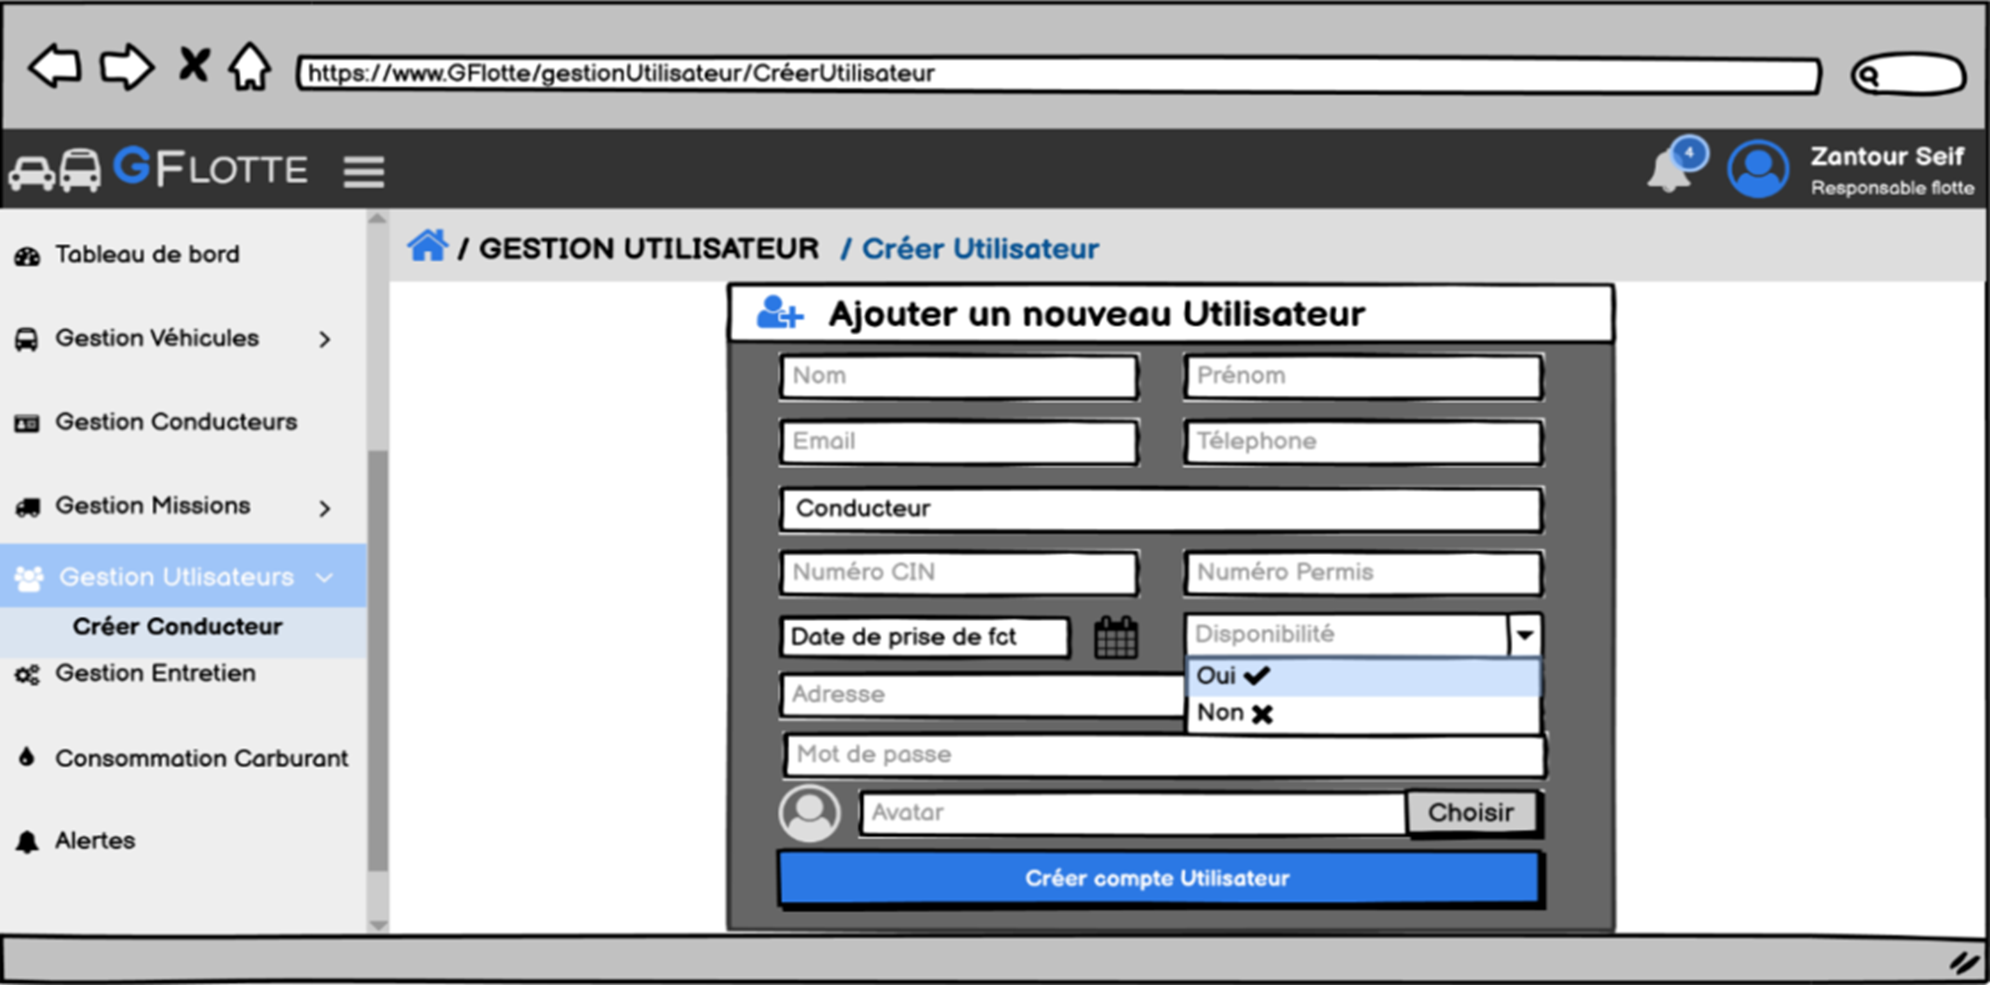 https://www.GFlotte/gestionUtilisateur/CréerUtilisateur
GFLOTTE
4
Zantour Seif
Responsable flotte
Tableau de bord
Gestion Véhicules
Gestion Conducteurs
Gestion Missions
Gestion Utlisateurs
Créer Conducteur
Gestion Entretien
Consommation Carburant
Alertes
/ GESTION UTILISATEUR / Créer Utilisateur
Ajouter un nouveau Utilisateur
Nom
Prénom
Email
Télephone
Conducteur
Numéro CIN
Numéro Permis
Date de prise de fct
Disponibilité
Oui
Non
Adresse
Mot de passe
Avatar
Choisir
Créer compte Utilisateur